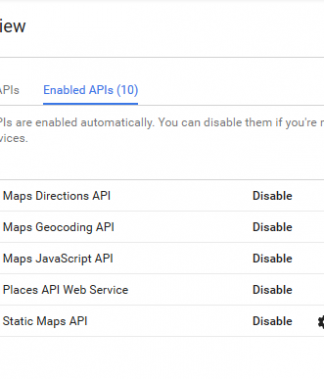 iew
APIs Enabled APIs (10)
PIs are enabled automatically. You can disable them if you're
vices.
Maps Directions API Disable
Maps Geocoding API Disable
Maps JavaScript API Disable
Places API Web Service Disable
Static Maps API Disable